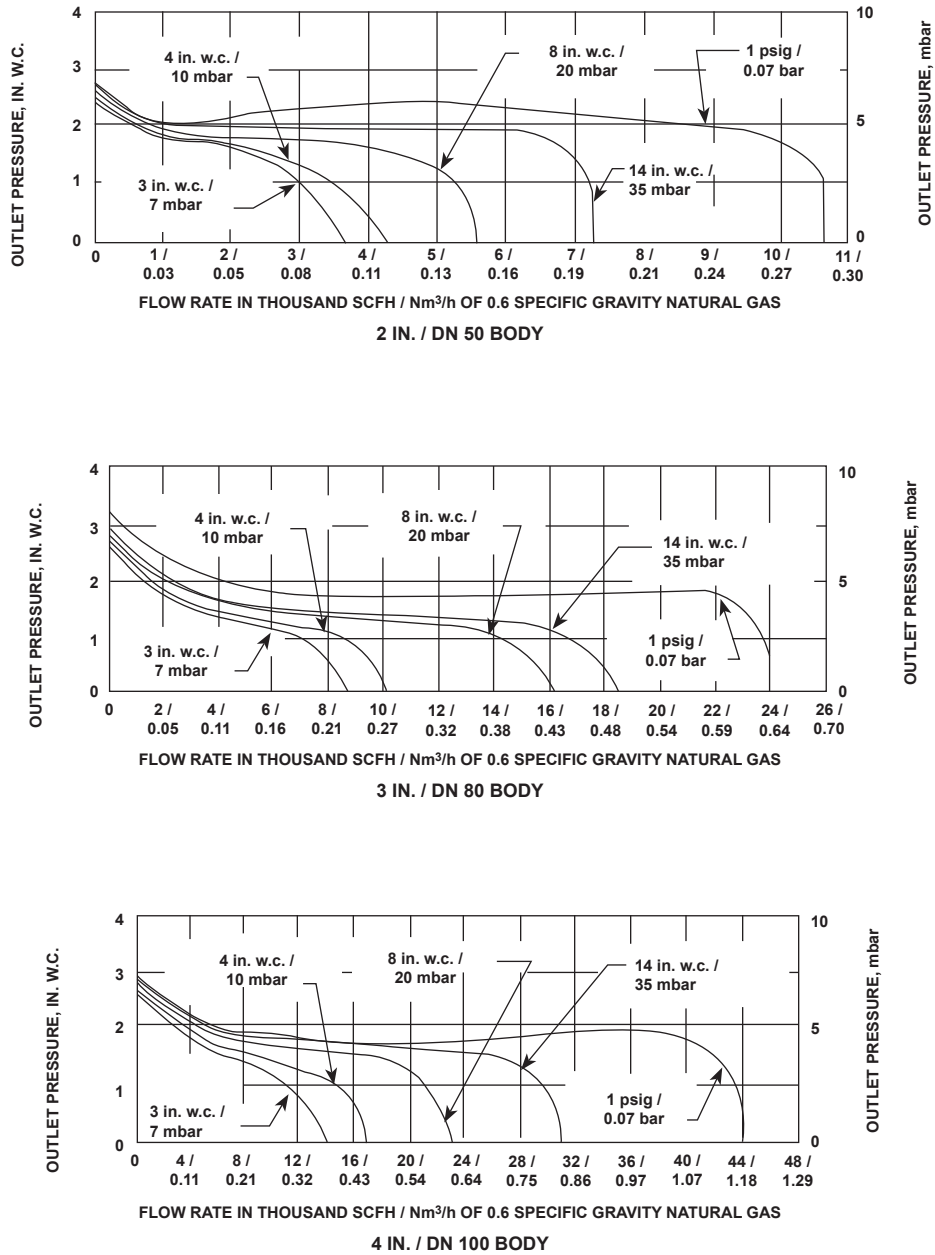 OUTLET PRESSURE, IN. W.C.
4
3
2
1
0
4 in. w.c. /
10 mbar
8 in. w.c. /
20 mbar
1 psig /
0.07 bar
3 in. w.c. /
7 mbar
14 in. w.c. /
35 mbar
10
5
0
OUTLET PRESSURE, mbar
0 1 / 2 / 3 / 4 / 5 / 6 / 7 / 8 / 9 / 10 / 11 /
0.03 0.05 0.08 0.11 0.13 0.16 0.19 0.21 0.24 0.27 0.30
FLOW RATE IN THOUSAND SCFH / Nm³/h OF 0.6 SPECIFIC GRAVITY NATURAL GAS
2 IN. / DN 50 BODY
OUTLET PRESSURE, IN. W.C.
4
3
2
1
0
4 in. w.c. /
10 mbar
8 in. w.c. /
20 mbar
14 in. w.c. /
35 mbar
3 in. w.c. /
7 mbar
1 psig /
0.07 bar
10
5
0
OUTLET PRESSURE, mbar
0 2 / 4 / 6 / 8 / 10 / 12 / 14 / 16 / 18 / 20 / 22 / 24 / 26 /
0.05 0.11 0.16 0.21 0.27 0.32 0.38 0.43 0.48 0.54 0.59 0.64 0.70
FLOW RATE IN THOUSAND SCFH / Nm³/h OF 0.6 SPECIFIC GRAVITY NATURAL GAS
3 IN. / DN 80 BODY
OUTLET PRESSURE, IN. W.C.
4
3
2
1
0
4 in. w.c. /
10 mbar
8 in. w.c. /
20 mbar
14 in. w.c. /
35 mbar
3 in. w.c. /
7 mbar
1 psig /
0.07 bar
10
5
0
OUTLET PRESSURE, mbar
0 4 / 8 / 12 / 16 / 20 / 24 / 28 / 32 / 36 / 40 / 44 / 48 /
0.11 0.21 0.32 0.43 0.54 0.64 0.75 0.86 0.97 1.07 1.18 1.29
FLOW RATE IN THOUSAND SCFH / Nm³/h OF 0.6 SPECIFIC GRAVITY NATURAL GAS
4 IN. / DN 100 BODY